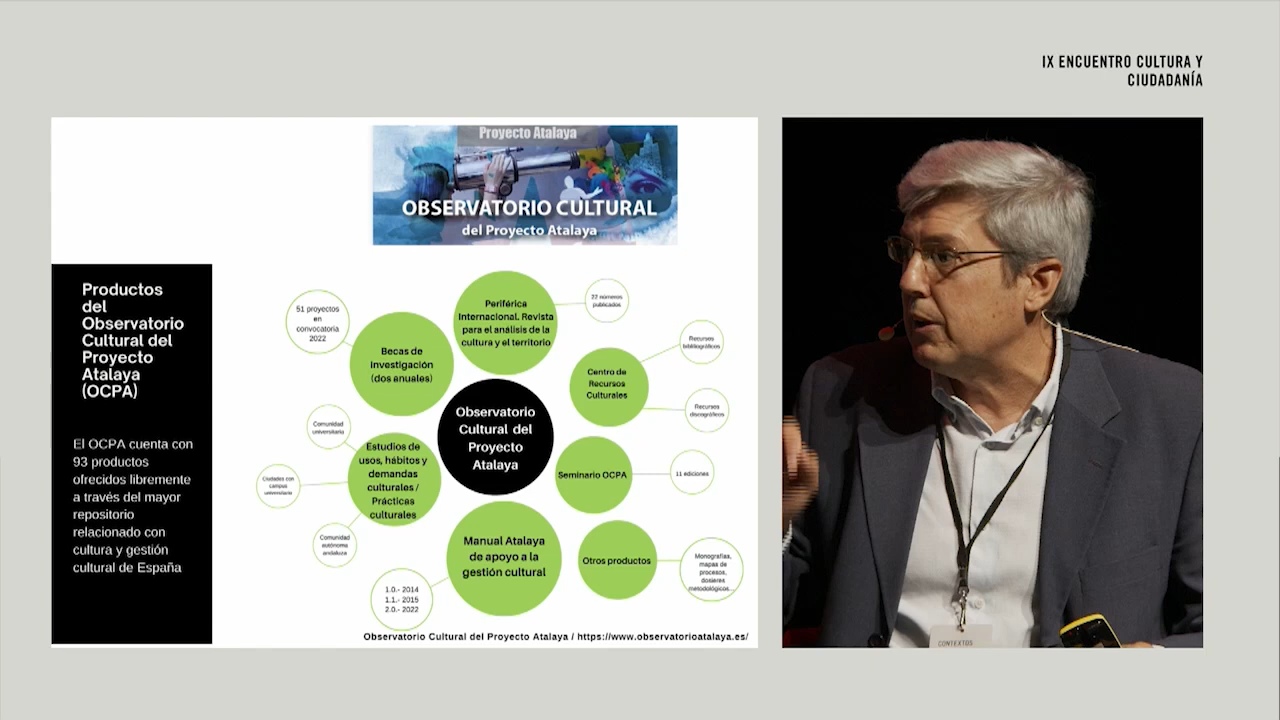 IX ENCUENTRO CULTURA Y
CIUDADANÍA
Proyecto Atalaya
OBSERVATORIO CULTURAL
del Proyecto Atalaya
Productos
del
Observatorio
Cultural del
Proyecto
Atalaya
(OCPA)
El OCPA cuenta con
93 productos
ofrecidos libremente
a través del mayor
repositorio
relacionado con
cultura y gestión
cultural de España
51 proyectos
en
convocatoria
2022
Becas de
Investigación
(dos anuales)
Periférica
Internacional. Revista
para el análisis de la
cultura y el territorio
22 números
publicados
Centro de
Recursos
Culturales
Recursos
bibliográficos
Recursos
discográficos
Observatorio
Cultural del
Proyecto
Atalaya
Comunidad
universitaria
Estudios de
usos, hábitos y
demandas
culturales /
Prácticas
culturales
Ciudades con
campus
universitario
Comunidad
autónoma
andaluza
Seminario OCPA
11 ediciones
Manual Atalaya
de apoyo a la
gestión cultural
1.0.- 2014
1.1.- 2015
2.0.- 2022
Otros productos
Monografías,
mapas de
procesos,
dosieres
metodológicos...
Observatorio Cultural del Proyecto Atalaya / https://www.observatorioatalaya.es/
CONTEXTOS